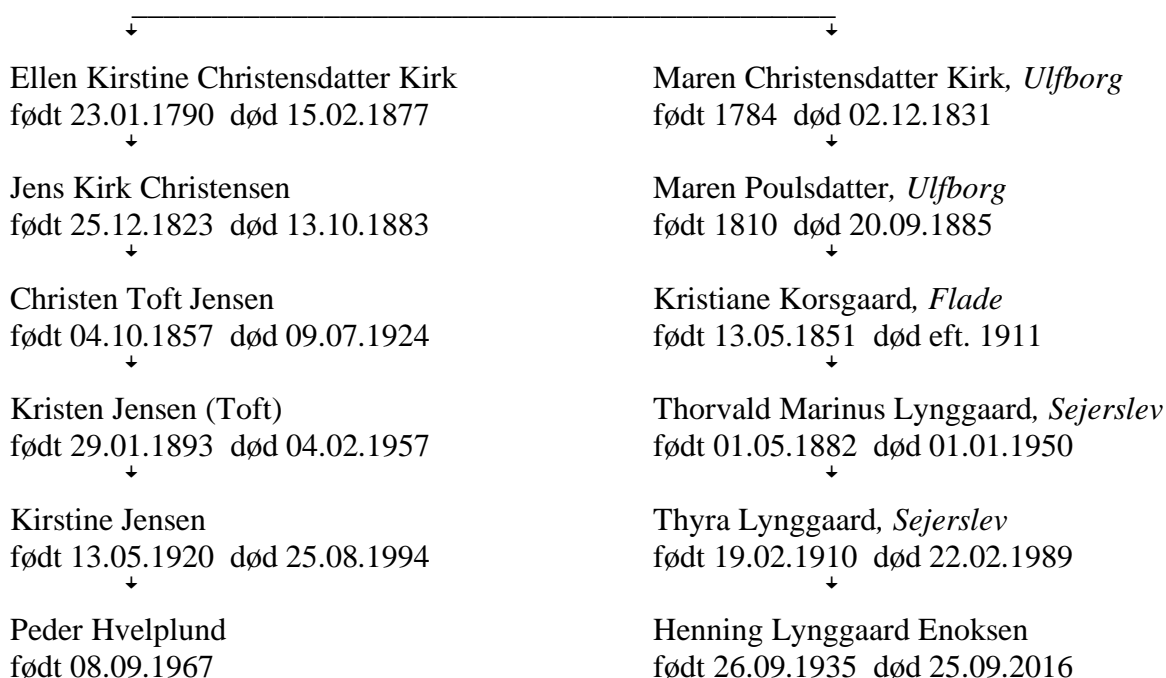 Ellen Kirstine Christensdatter Kirk
født 23.01.1790 død 15.02.1877
Jens Kirk Christensen
født 25.12.1823 død 13.10.1883
Christen Toft Jensen
født 04.10.1857 død 09.07.1924
Kristen Jensen (Toft)
født 29.01.1893 død 04.02.1957
Kirstine Jensen
født 13.05.1920 død 25.08.1994
Peder Hvelplund
født 08.09.1967
Maren Christensdatter Kirk, Ulfborg
født 1784 død 02.12.1831
Maren Poulsdatter, Ulfborg
født 1810 død 20.09.1885
Kristiane Korsgaard, Flade
født 13.05.1851 død eft. 1911
Thorvald Marinus Lynggaard, Sejerslev
født 01.05.1882 død 01.01.1950
Thyra Lynggaard, Sejerslev
født 19.02.1910 død 22.02.1989
Henning Lynggaard Enoksen
født 26.09.1935 død 25.09.2016